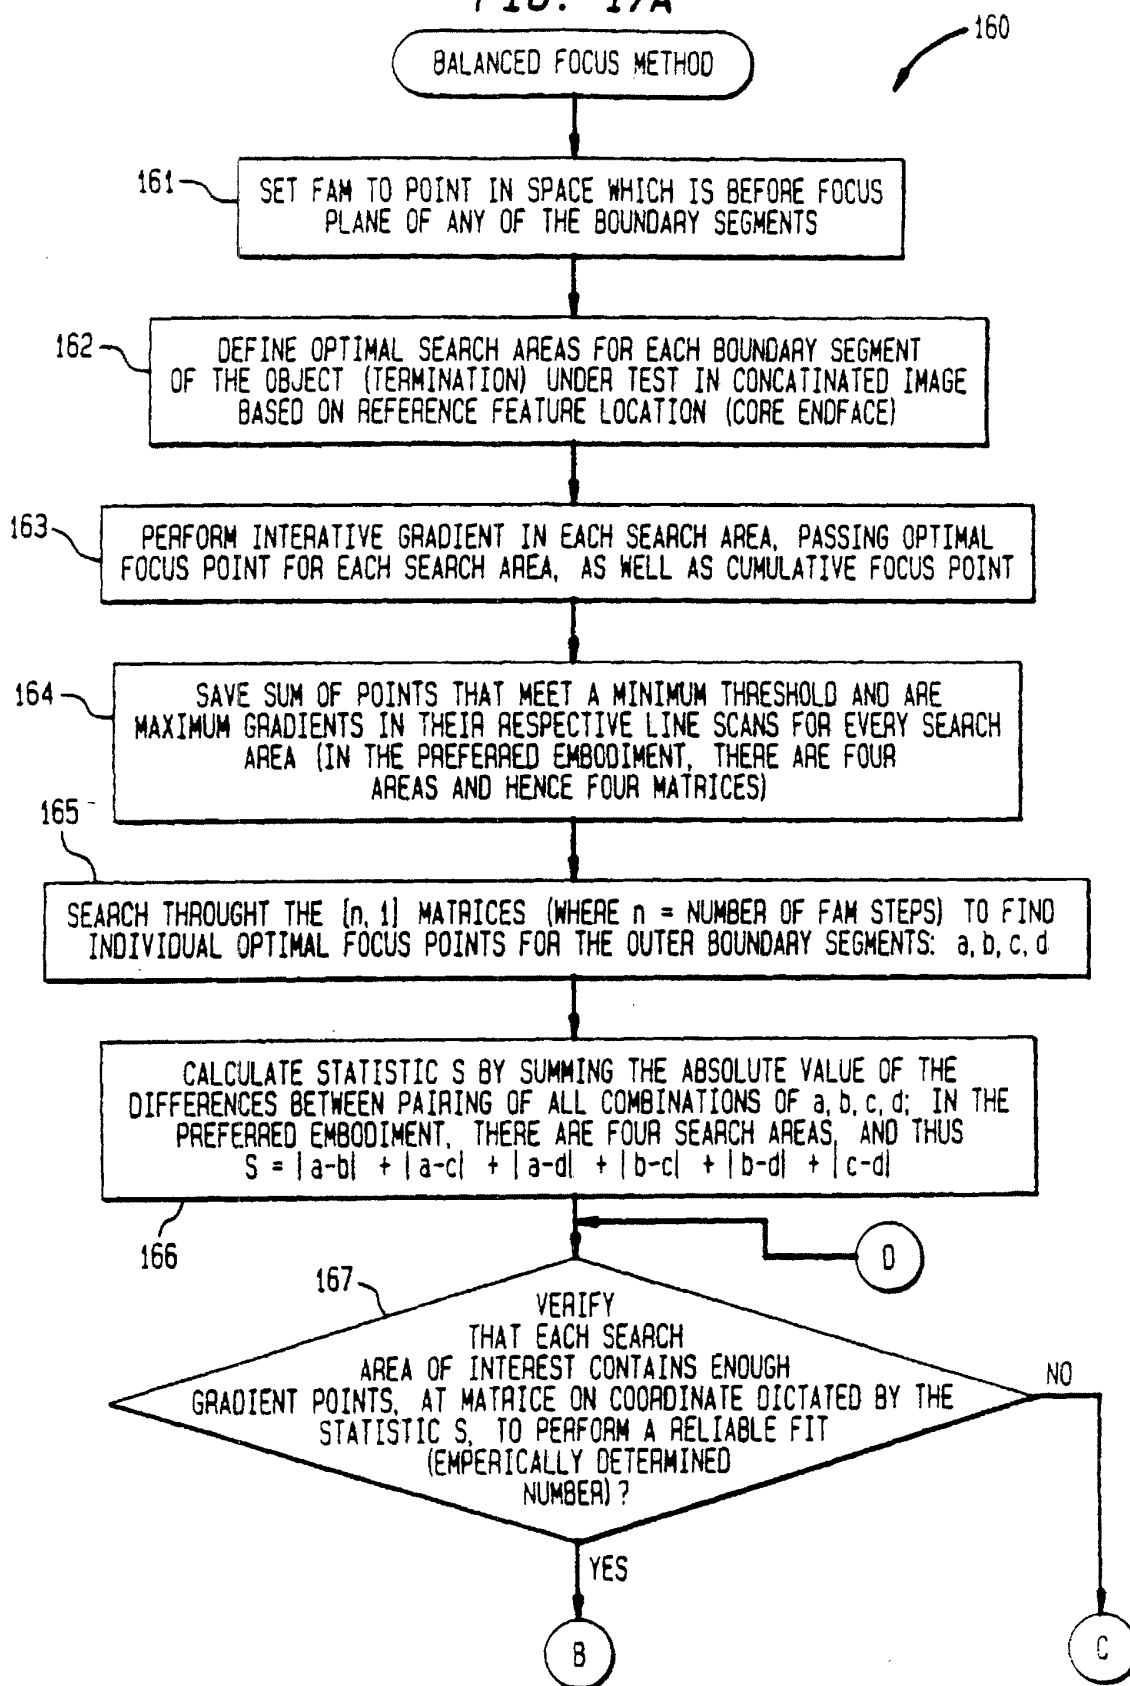 FIG. 17A
160
BALANCED FOCUS METHOD
161
SET FAM TO POINT IN SPACE WHICH IS BEFORE FOCUS
PLANE OF ANY OF THE BOUNDARY SEGMENTS
162
DEFINE OPTIMAL SEARCH AREAS FOR EACH BOUNDARY SEGMENT
OF THE OBJECT (TERMINATION) UNDER TEST IN CONCATINATED IMAGE
BASED ON REFERENCE FEATURE LOCATION (CORE ENDFACE)
163
PERFORM INTERATIVE GRADIENT IN EACH SEARCH AREA, PASSING OPTIMAL
FOCUS POINT FOR EACH SEARCH AREA, AS WELL AS CUMULATIVE FOCUS POINT
164
SAVE SUM OF POINTS THAT MEET A MINIMUM THRESHOLD AND ARE
MAXIMUM GRADIENTS IN THEIR RESPECTIVE LINE SCANS FOR EVERY SEARCH
AREA (IN THE PREFERRED EMBODIMENT, THERE ARE FOUR
AREAS AND HENCE FOUR MATRICES)
165
SEARCH THROUGHT THE [n, 1] MATRICES (WHERE n = NUMBER OF FAM STEPS) TO FIND
INDIVIDUAL OPTIMAL FOCUS POINTS FOR THE OUTER BOUNDARY SEGMENTS: a, b, c, d
CALCULATE STATISTIC S BY SUMMING THE ABSOLUTE VALUE OF THE
DIFFERENCES BETWEEN PAIRING OF ALL COMBINATIONS OF a, b, c, d; IN THE
PREFERRED EMBODIMENT, THERE ARE FOUR SEARCH AREAS, AND THUS
S = |a-b| + |a-c| + |a-d| + |b-c| + |b-d| + |c-d|
166
D
167
VERIFY
THAT EACH SEARCH
AREA OF INTEREST CONTAINS ENOUGH
GRADIENT POINTS, AT MATRICE ON COORDINATE DICTATED BY THE
STATISTIC S, TO PERFORM A RELIABLE FIT
(EMPERICALLY DETERMINED
NUMBER)?
NO
YES
B
C